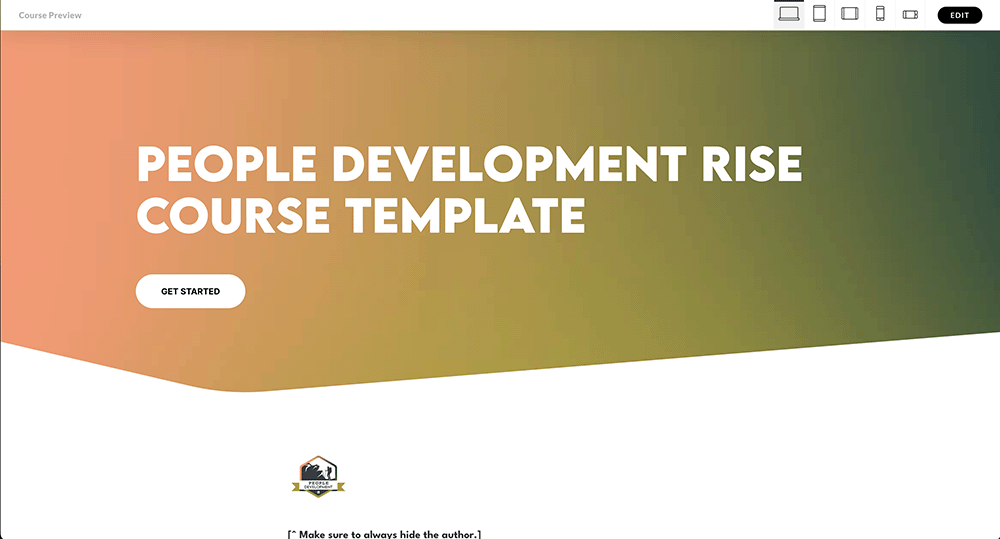 Course Preview
EDIT
PEOPLE DEVELOPMENT RISE
COURSE TEMPLATE
GET STARTED
PEOPLE
DEVELOPMENT
[^ Make sure to always hide the author.]